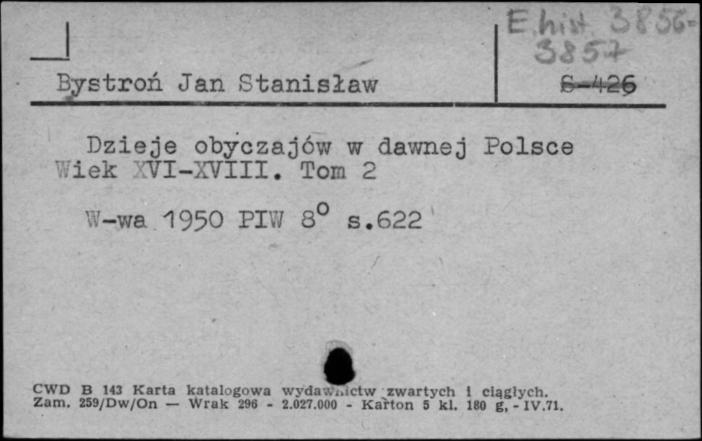 E. hist. 3856-
3857
S-426
Bystroń Jan Stanisław
Dzieje obyczajów w dawnej Polsce
Wiek XVI-XVIII. Tom 2
W-wa 1950 PIW 8° s.622
CWD B 143 Karta katalogowa wydawnictw zwartych i ciągłych.
Zam. 259/Dw/On — Wrak 296 - 2.027.000 - Karton 5 kl. 180 g, - IV.71.